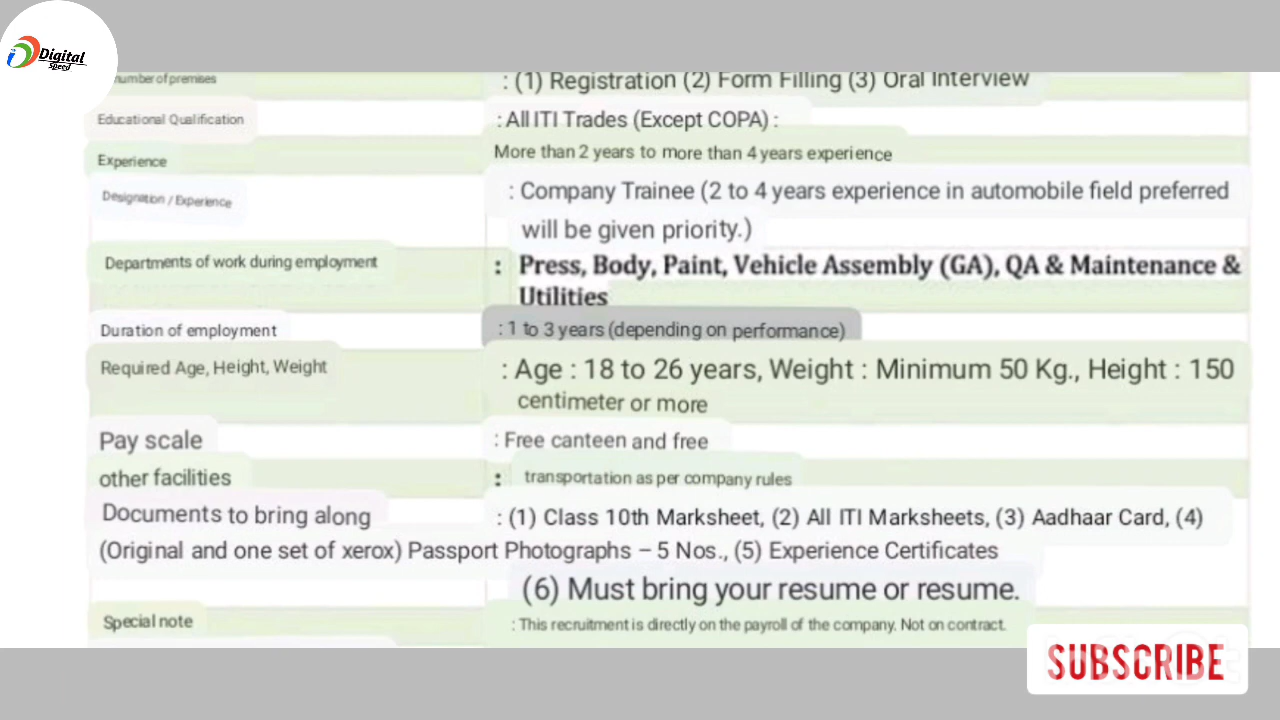 Digital
Speed
number of premises : (1) Registration (2) Form Filling (3) Oral Interview
Educational Qualification : All ITI Trades (Except COPA) :
Experience More than 2 years to more than 4 years experience
Designation / Experience : Company Trainee (2 to 4 years experience in automobile field preferred
will be given priority.)
Departments of work during employment : Press, Body, Paint, Vehicle Assembly (GA), QA & Maintenance &
Utilities
Duration of employment : 1 to 3 years (depending on performance)
Required Age, Height, Weight : Age : 18 to 26 years, Weight : Minimum 50 Kg., Height : 150
centimeter or more
Pay scale : Free canteen and free
other facilities : transportation as per company rules
Documents to bring along : (1) Class 10th Marksheet, (2) All ITI Marksheets, (3) Aadhaar Card, (4)
(Original and one set of xerox) Passport Photographs – 5 Nos., (5) Experience Certificates
(6) Must bring your resume or resume.
Special note : This recruitment is directly on the payroll of the company. Not on contract.
SUBSCRIBE